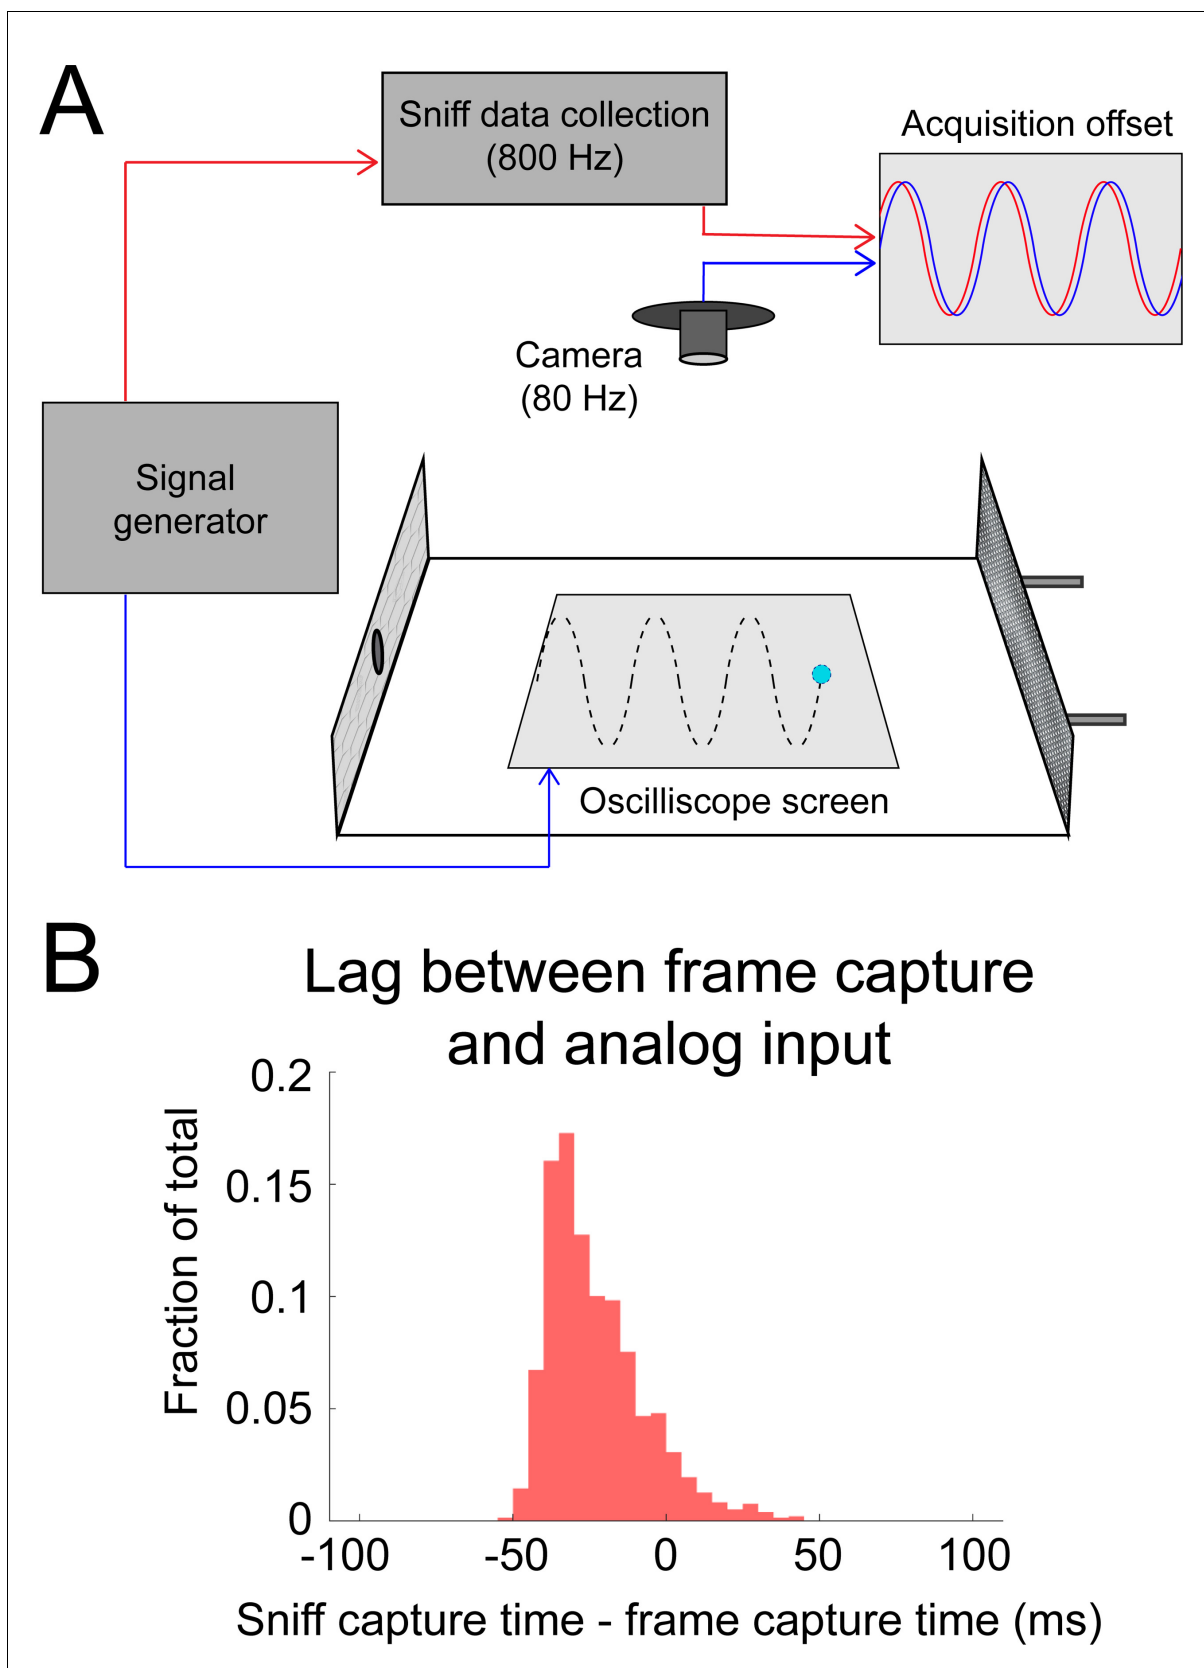 A
Sniff data collection
(800 Hz)
Acquisition offset
Camera
(80 Hz)
Signal
generator
Oscilliscope screen
B
Lag between frame capture
and analog input
Fraction of total
0.2
0.15
0.1
0.05
0
-100 -50 0 50 100
Sniff capture time - frame capture time (ms)